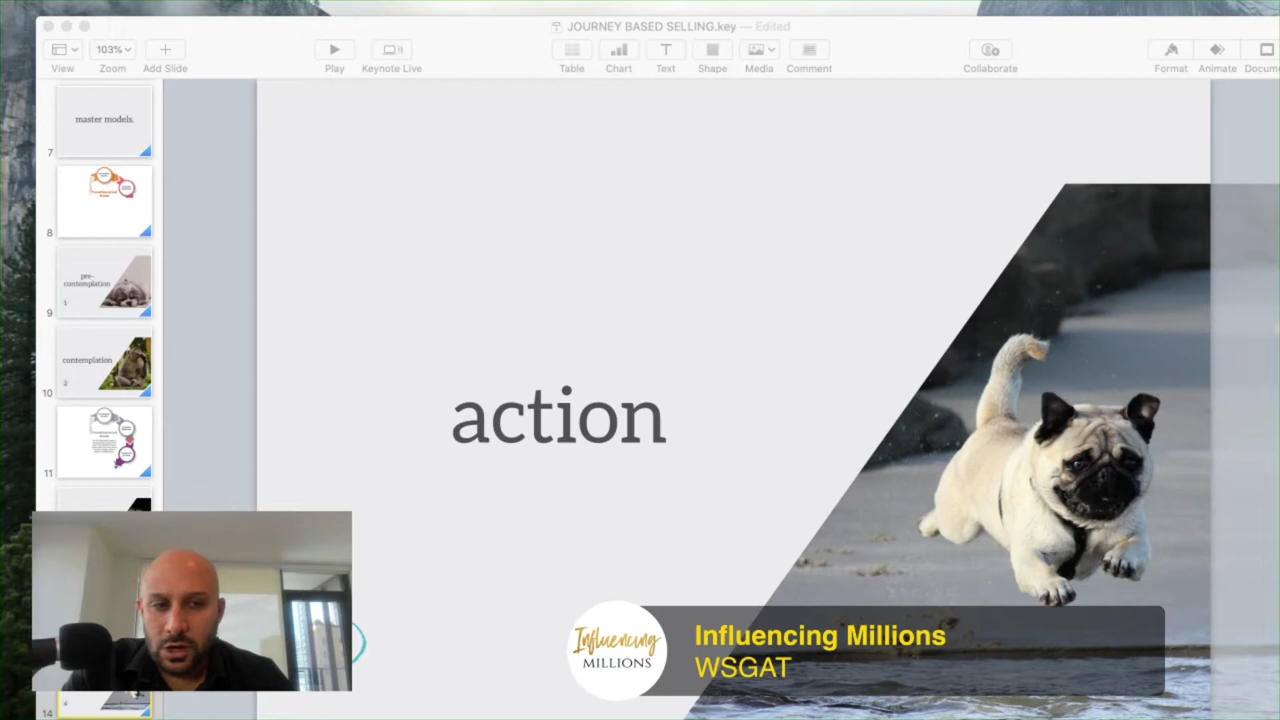 JOURNEY BASED SELLING.key — Edited
103%
View
Zoom
Add Slide
Play
Keynote Live
Table
Chart
Text
Shape
Media
Comment
Collaborate
Format
Animate
Docum
master models.
7
8
pre-
contemplation
1
9
contemplation
2
10
11
4
14
action
Influencing
MILLIONS
Influencing Millions
WSGAT